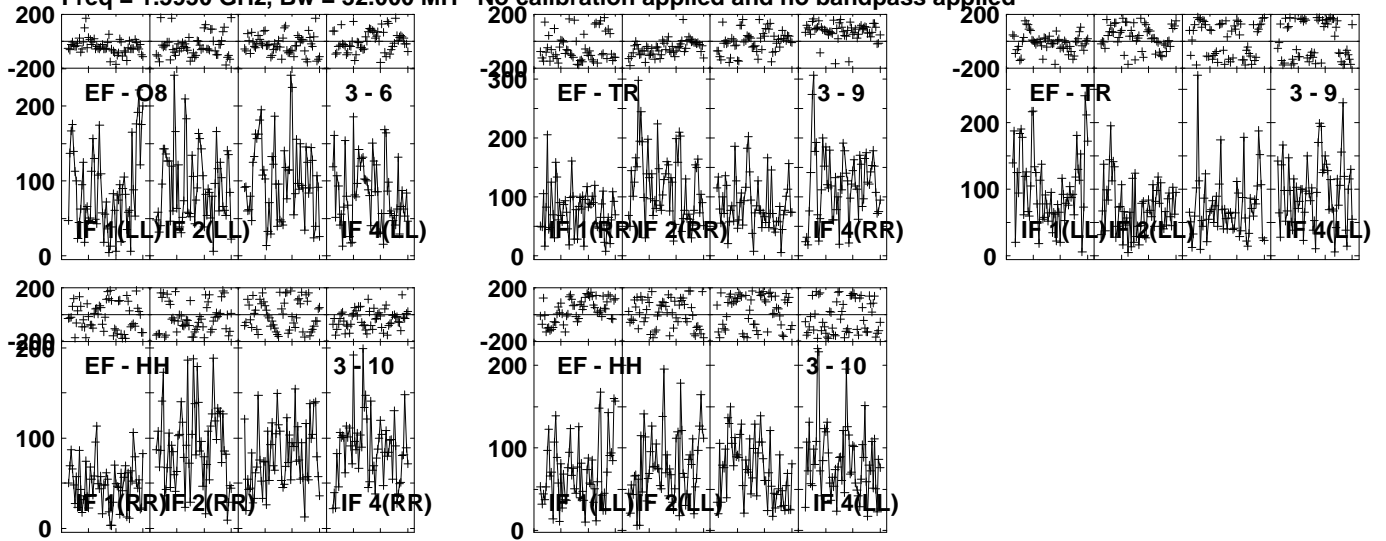 No calibration applied and no bandpass applied
200
-200
EF - O8 3 - 6
200
100
0
IF 1(LL) IF 2(LL) IF 4(LL)
200
-200
300
EF - TR 3 - 9
200
100
0
IF 1(RR) IF 2(RR) IF 4(RR)
200
-200
EF - TR 3 - 9
200
100
0
IF 1(LL) IF 2(LL) IF 4(LL)
200
-200
200
EF - HH 3 - 10
100
0
IF 1(RR) IF 2(RR) IF 4(RR)
200
-200
EF - HH 3 - 10
200
100
0
IF 1(LL) IF 2(LL) IF 4(LL)